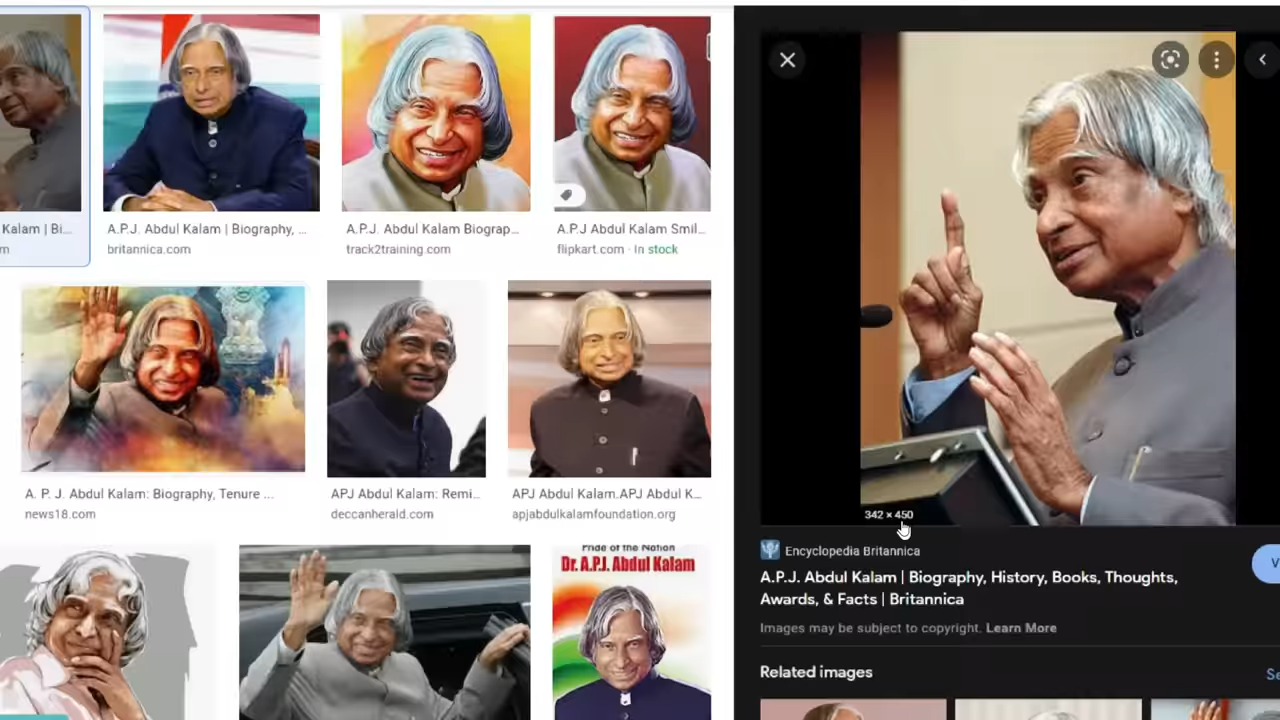 Kalam | Bi...
m
A.P.J. Abdul Kalam | Biography, ...
britannica.com
A.P.J. Abdul Kalam Biograp...
track2training.com
A.P.J Abdul Kalam Smil...
flipkart.com · In stock
A. P. J. Abdul Kalam: Biography, Tenure ...
news18.com
APJ Abdul Kalam: Remi...
deccanherald.com
APJ Abdul Kalam.APJ Abdul K...
apjabdulkalamfoundation.org
Pride of the Nation
Dr. A.P.J. Abdul Kalam
342 × 450
Encyclopedia Britannica
V
A.P.J. Abdul Kalam | Biography, History, Books, Thoughts,
Awards, & Facts | Britannica
Images may be subject to copyright. Learn More
Related images
Se